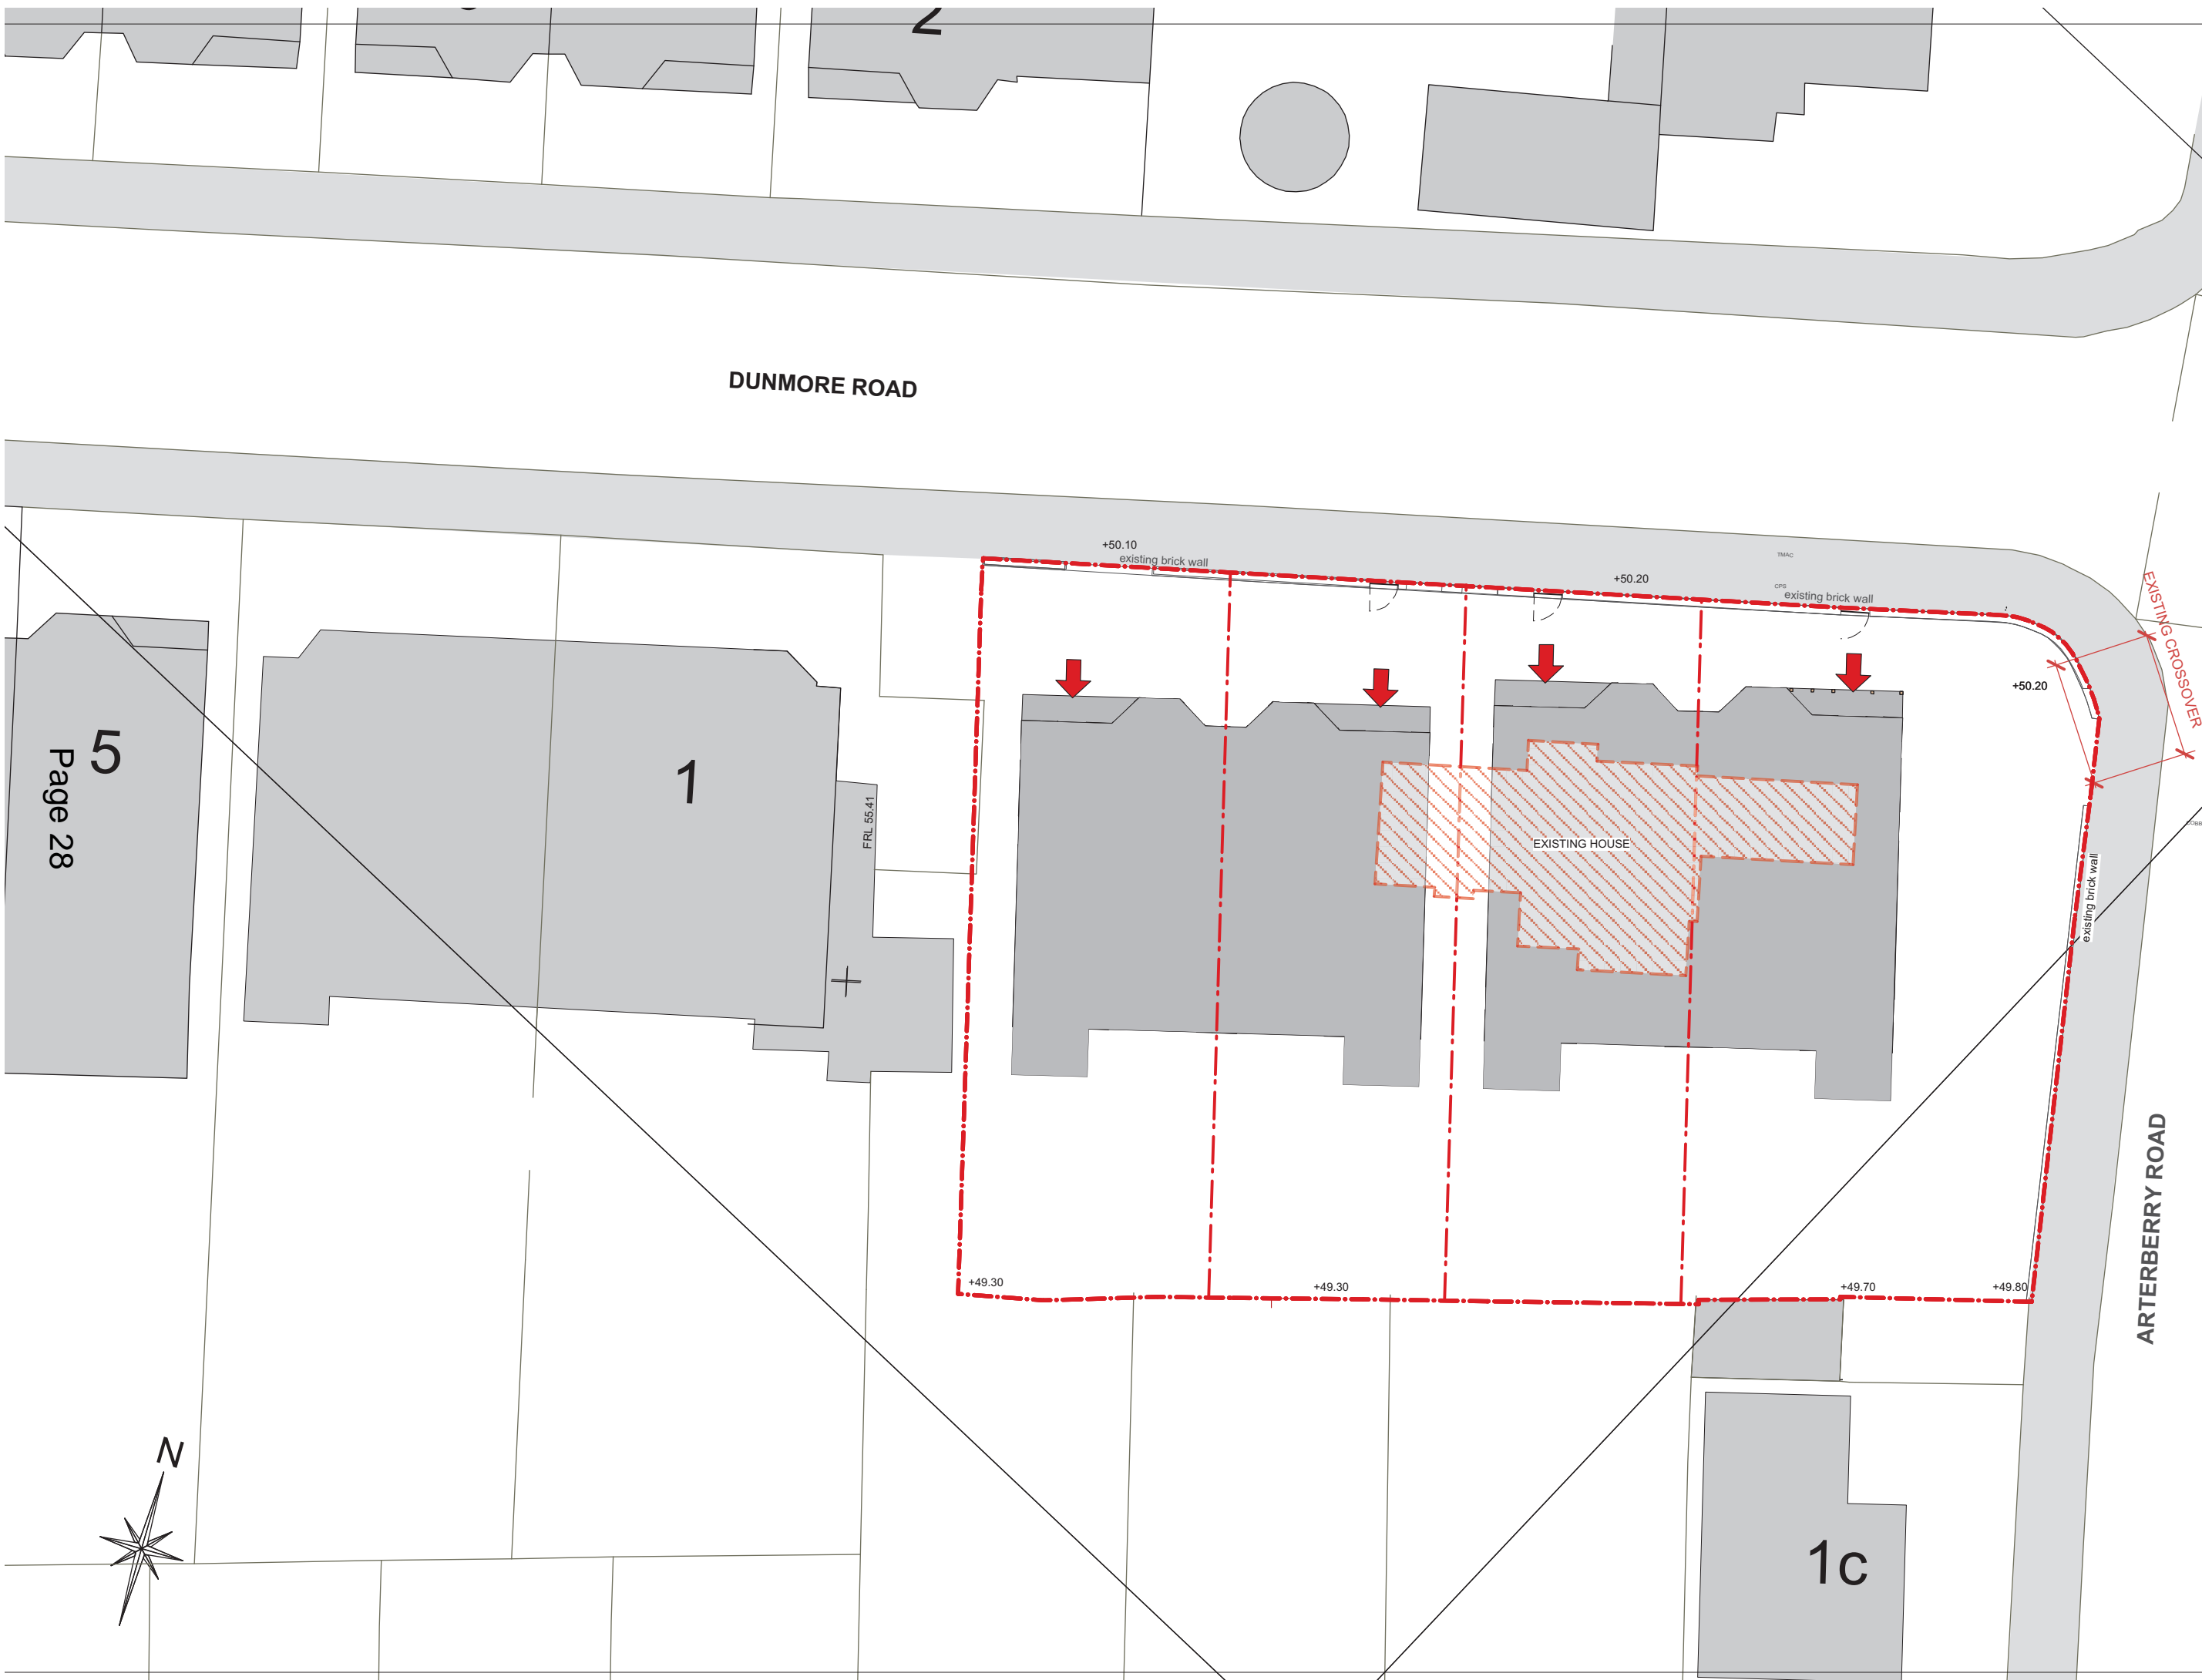 2
DUNMORE ROAD
+50.10
existing brick wall
TMAC
+50.20
CPS
existing brick wall
EXISTING CROSSOVER
+50.20
5
Page 28
1
FRL 55.41
EXISTING HOUSE
existing brick wall
ARTERBERRY ROAD
+49.30
+49.30
+49.70
+49.80
N
1c